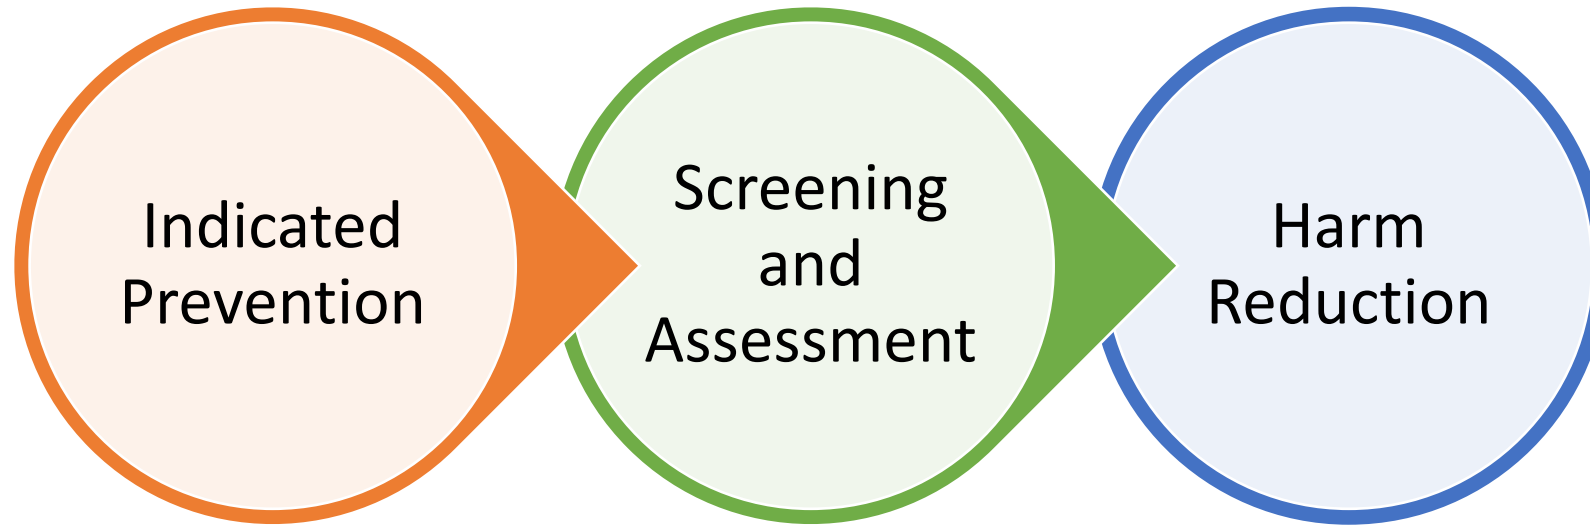 Indicated
Prevention
Screening
and
Assessment
Harm
Reduction